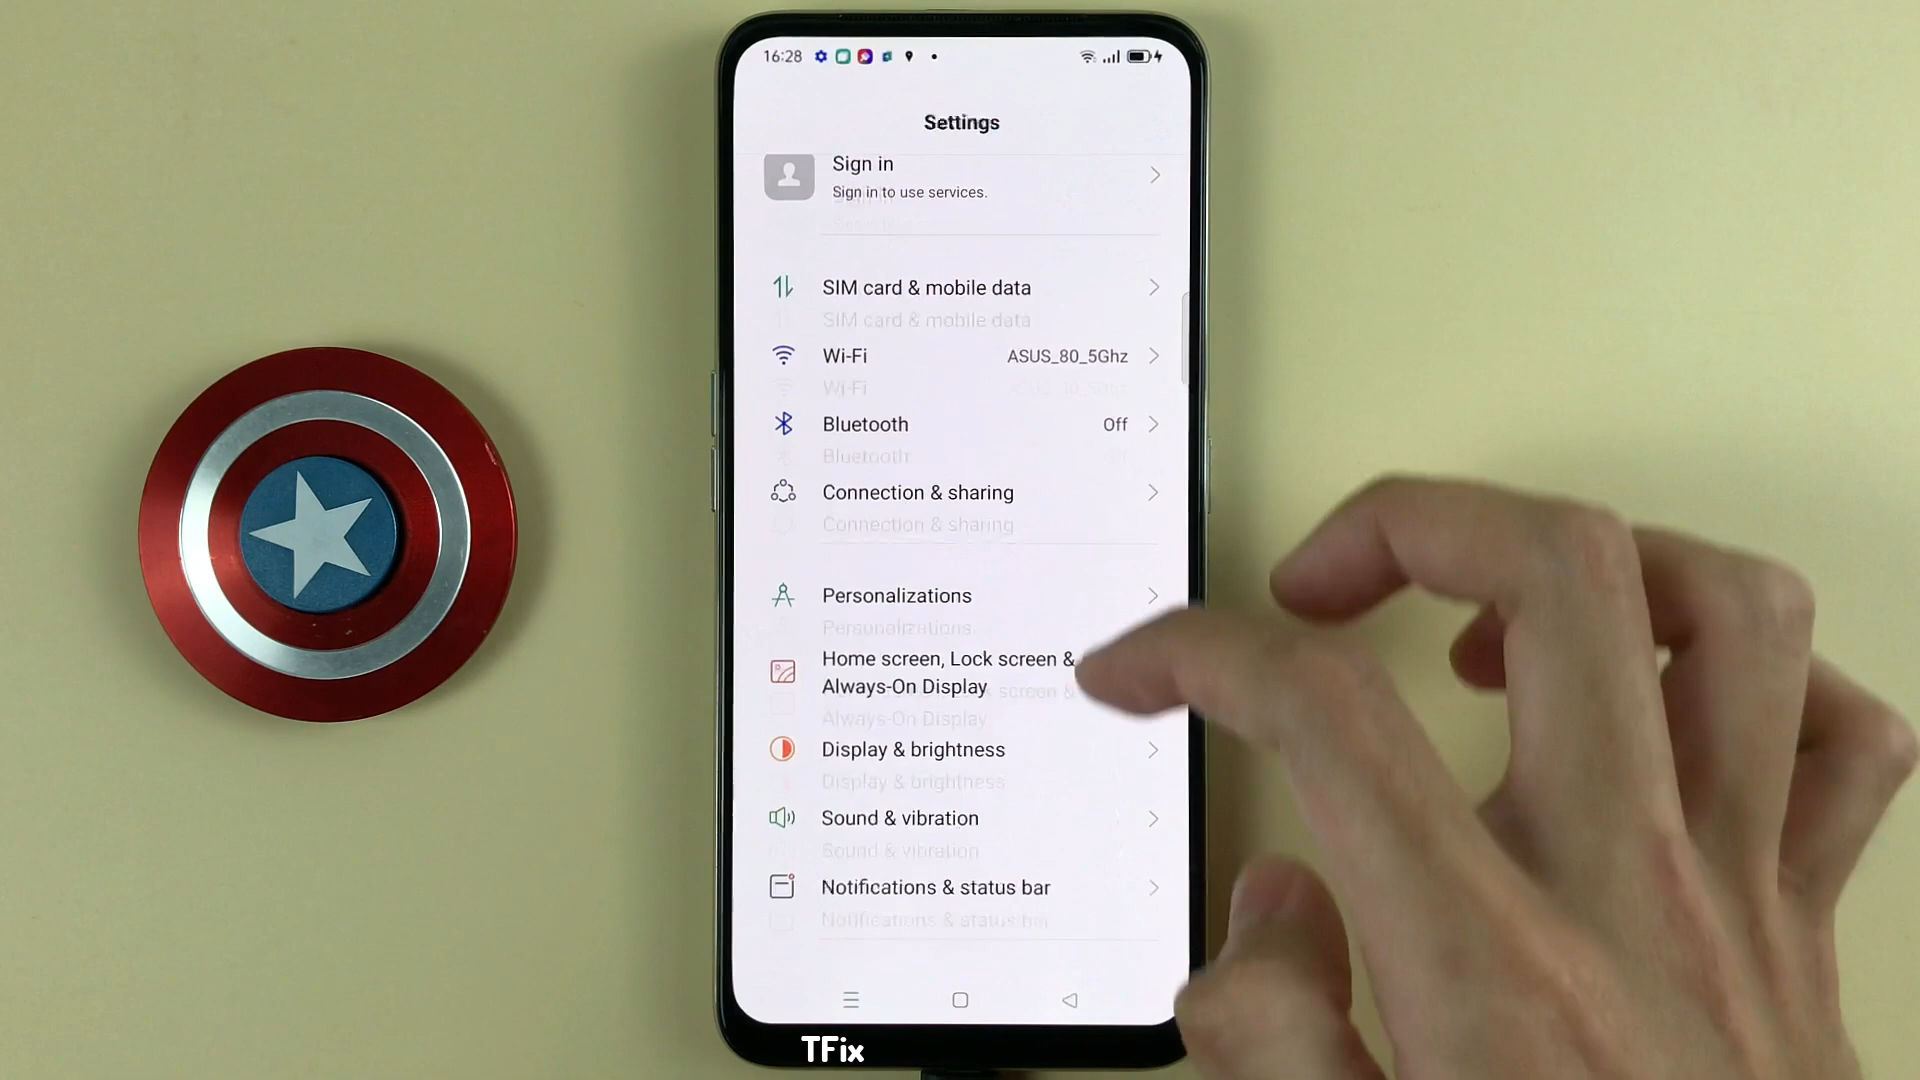 16:28
Settings
Sign in
Sign in to use services.
SIM card & mobile data
SIM card & mobile data
Wi-Fi ASUS_80_5Ghz
Wi-Fi ASUS_80_5Ghz
Bluetooth Off
Bluetooth Off
Connection & sharing
Connection & sharing
Personalizations
Personalizations
Home screen, Lock screen &
Always-On Display
screen &
Always-On Display
Display & brightness
Display & brightness
Sound & vibration
Sound & vibration
Notifications & status bar
Notifications & status bar
TFix